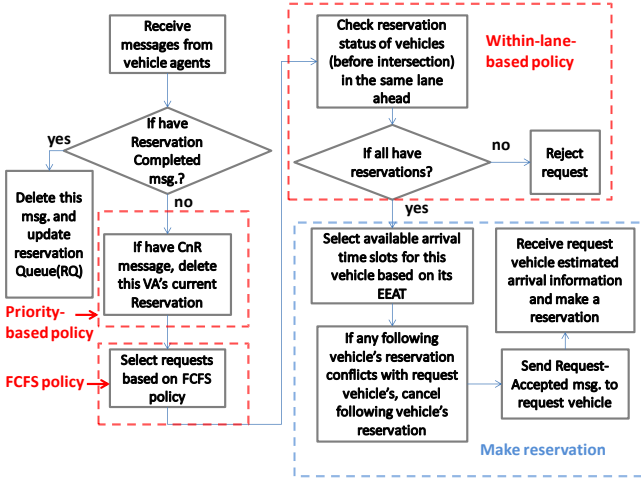 Receive
messages from
vehicle agents
If have
Reservation
Completed
msg.?
yes
no
Delete this
msg. and
update
reservation
Queue(RQ)
If have CnR
message, delete
this VA's current
Reservation
Priority-
based policy
Select requests
based on FCFS
policy
FCFS policy
Check reservation
status of vehicles
(before intersection)
in the same lane
ahead
Within-lane-
based policy
If all have
reservations?
no
Reject
request
yes
Select available arrival
time slots for this
vehicle based on its
EEAT
If any following
vehicle's reservation
conflicts with request
vehicle's, cancel
following vehicle's
reservation
Send Request-
Accepted msg. to
request vehicle
Receive request
vehicle estimated
arrival information
and make a
reservation
Make reservation